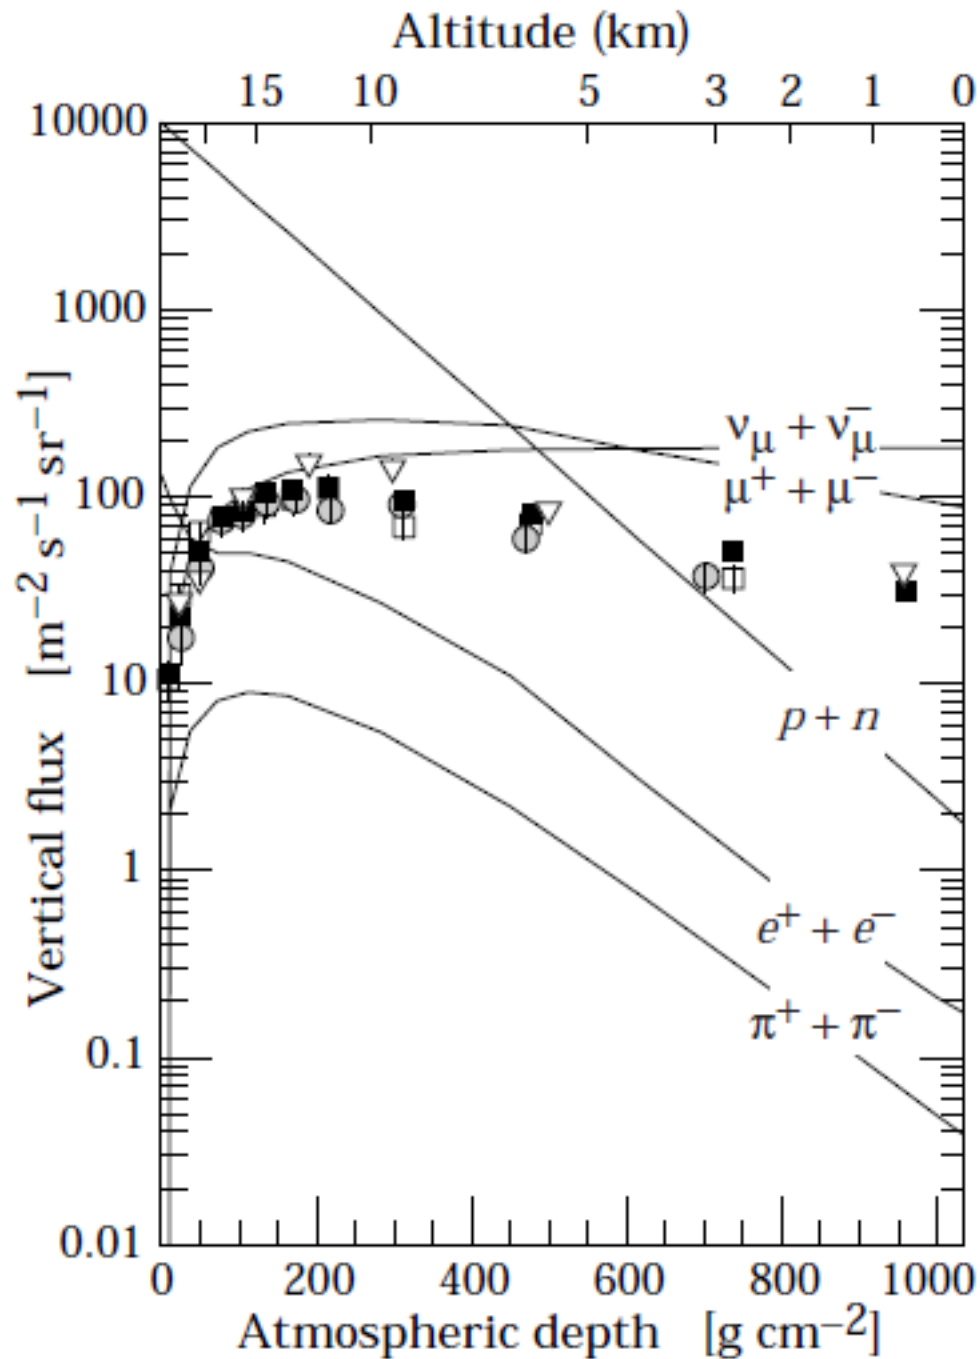 Altitude (km)
15 10 5 3 2 1 0
10000
1000
100
10
1
0.1
0.01
Vertical flux [m⁻² s⁻¹ sr⁻¹]
νμ + ν̄μ
μ⁺ + μ⁻
p + n
e⁺ + e⁻
π⁺ + π⁻
0 200 400 600 800 1000
Atmospheric depth [g cm⁻²]